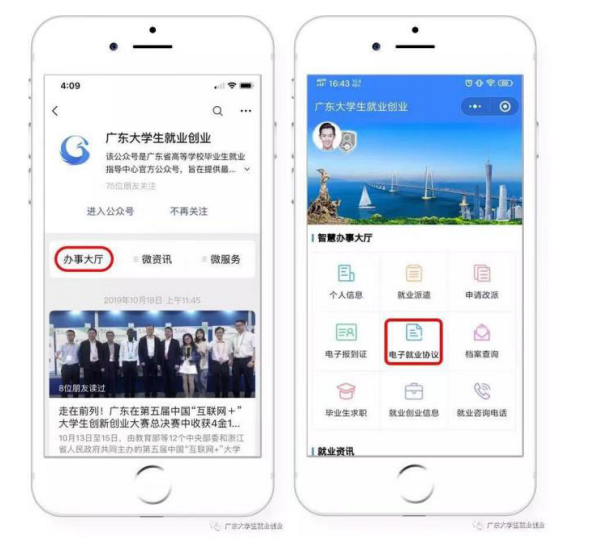 4:09
广东大学生就业创业
该公众号是广东省高等学校毕业生就业
指导中心官方公众号，旨在提供最...
75位朋友关注
进入公众号 不再关注
办事大厅 微资讯 微服务
2019年10月18日 上午11:45
8位朋友读过
走在前列！广东在第五届中国“互联网＋”
大学生创新创业大赛总决赛中收获4金1...
10月13日至15日，由教育部等12个中央部委和浙江
省人民政府共同主办的第五届中国“互联网+”大学
广东大学生就业创业
16:43
广东大学生就业创业
智慧办事大厅
个人信息 就业派遣 申请改派
电子报到证 电子就业协议 档案查询
毕业生求职 就业创业信息 就业咨询电话
就业资讯
广东大学生就业创业